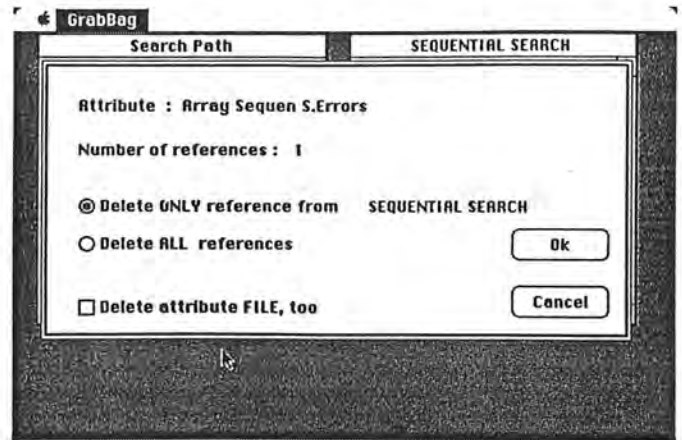 GrabBag
Search Path SEQUENTIAL SEARCH
Attribute : Array Sequen S.Errors
Number of references : 1
Delete ONLY reference from SEQUENTIAL SEARCH
Delete ALL references
Ok
Delete attribute FILE, too
Cancel